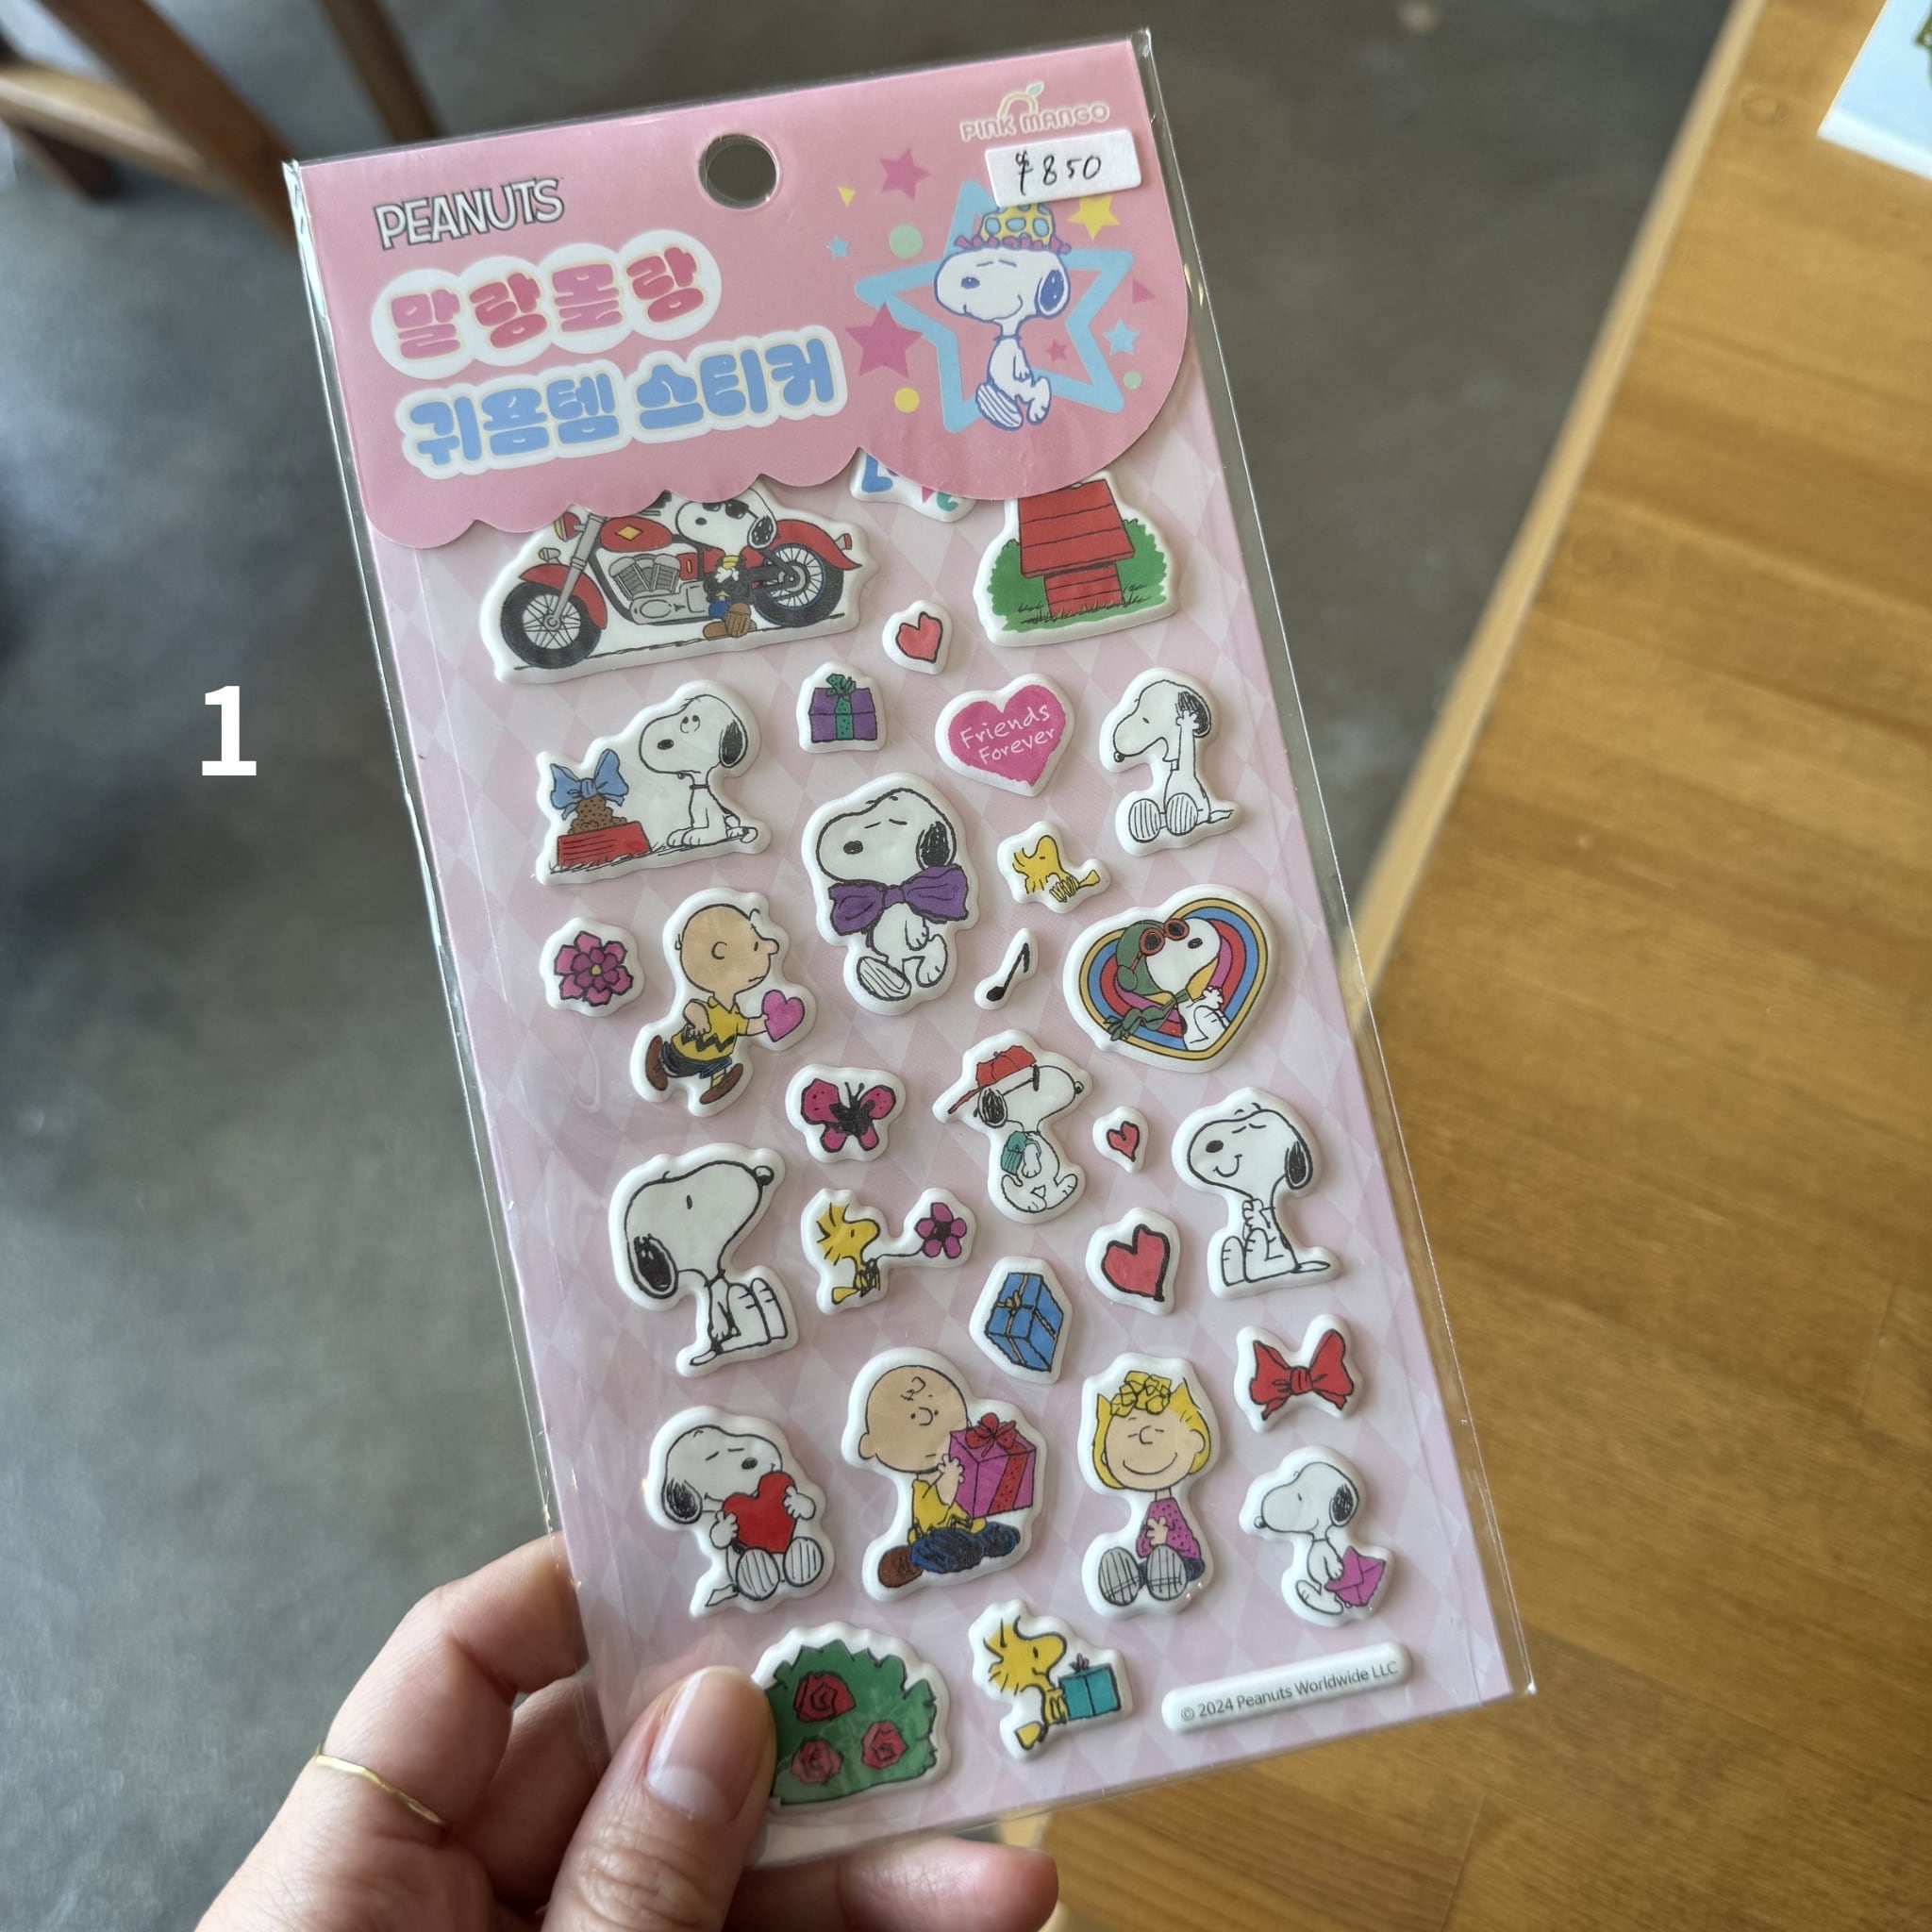 PINK MANGO
¥850
PEANUTS
말랑몰랑
귀욤템 스티커
Friends
Forever
1
© 2024 Peanuts Worldwide LLC